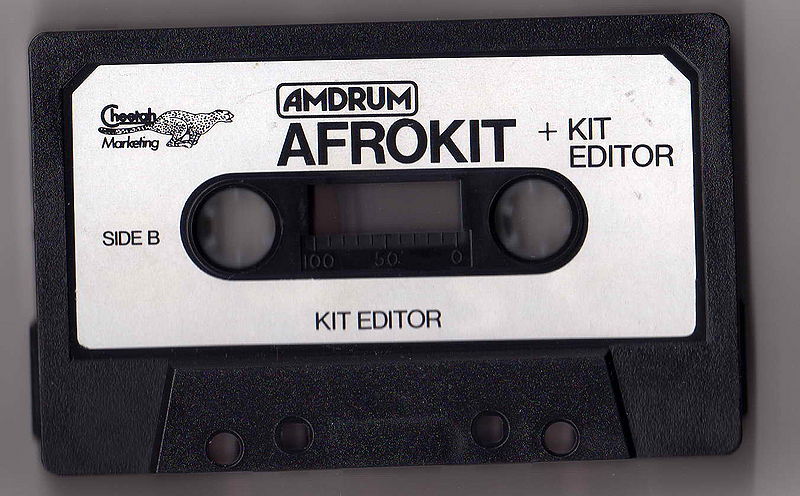 Cheetah
Marketing
AMDRUM
AFROKIT + KIT
EDITOR
SIDE B
100 50 0
KIT EDITOR